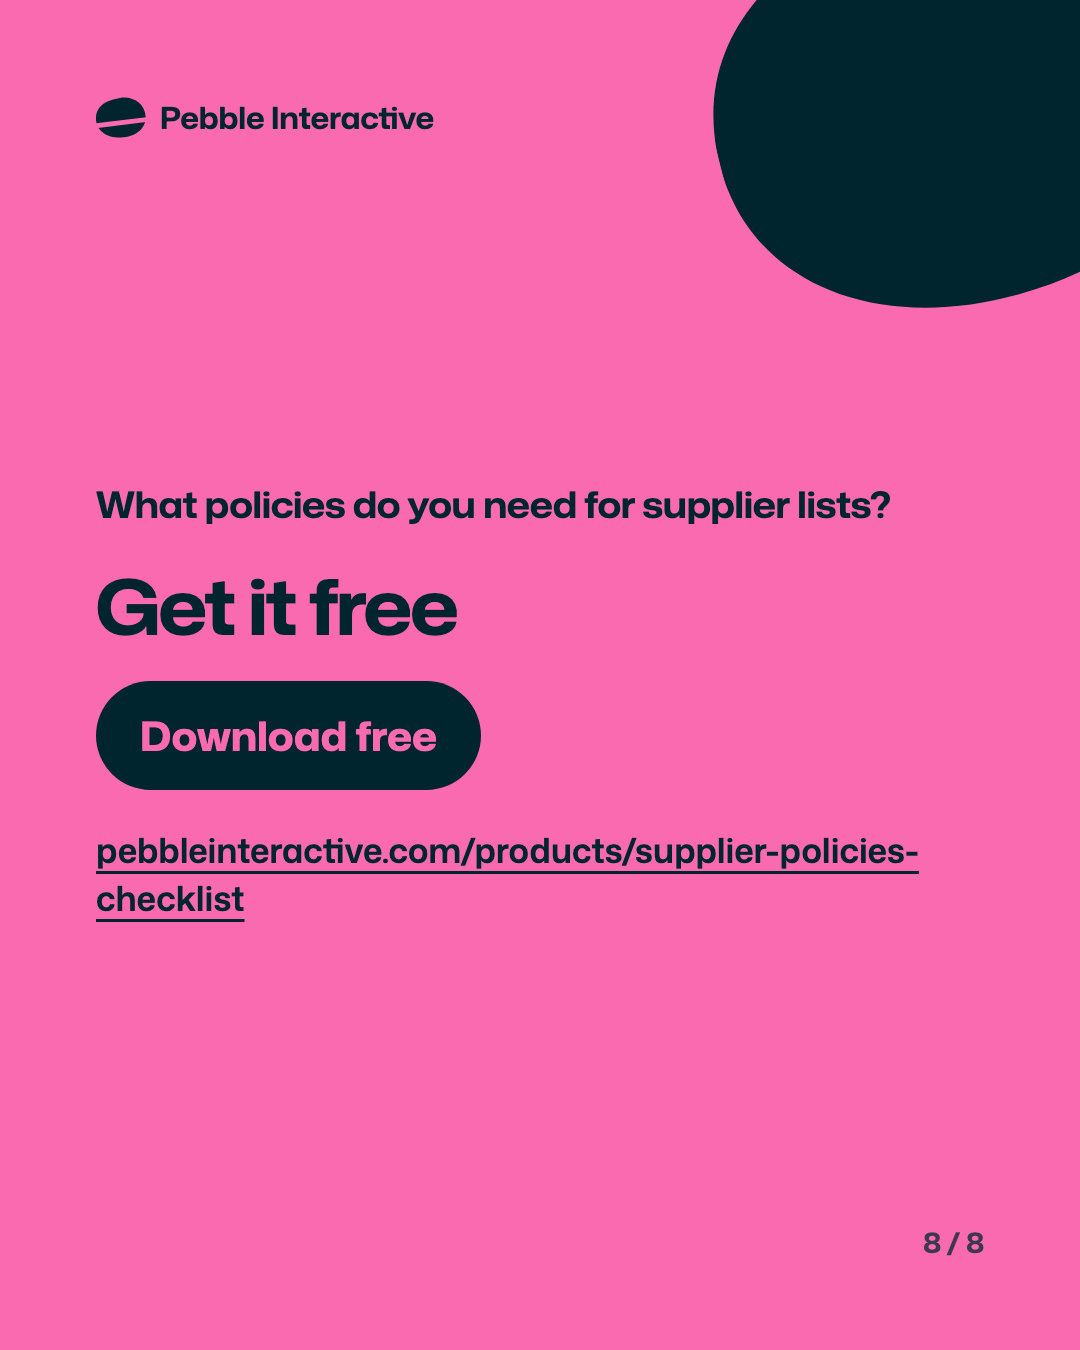 Pebble Interactive
What policies do you need for supplier lists?
Get it free
Download free
pebbleinteractive.com/products/supplier-policies-
checklist
8 / 8